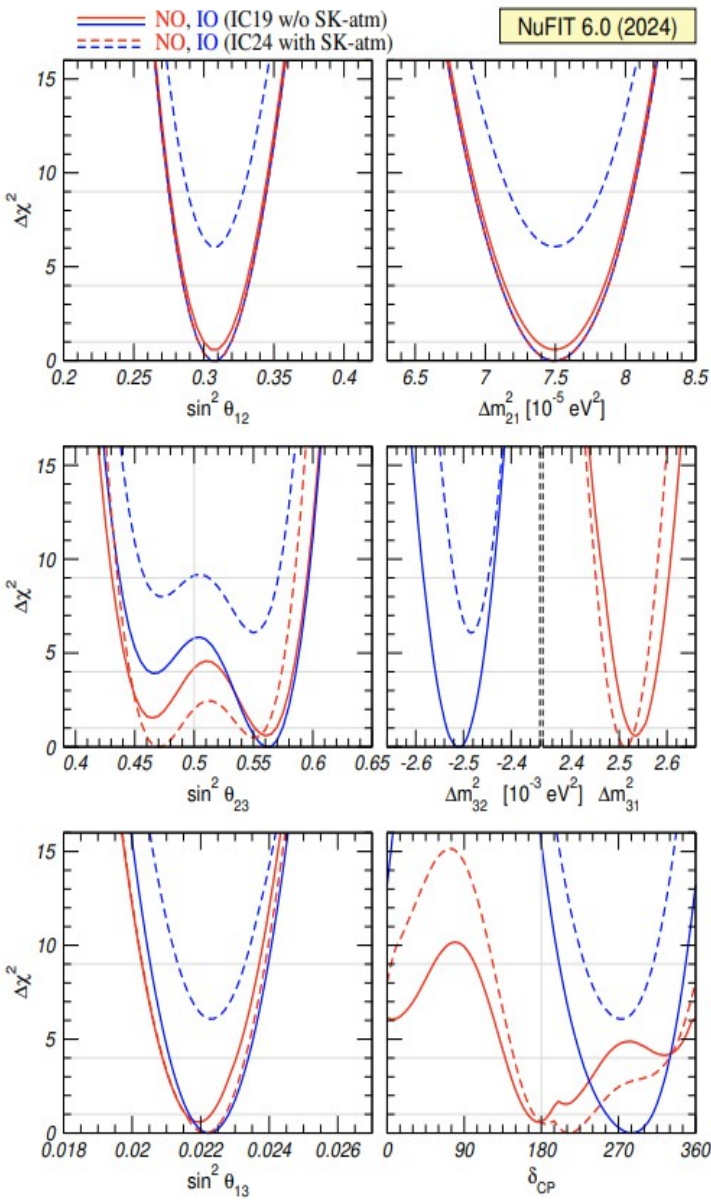 NO, IO (IC19 w/o SK-atm)
NO, IO (IC24 with SK-atm)
NuFIT 6.0 (2024)
15
10
5
0
Δχ²
0.2 0.25 0.3 0.35 0.4
sin² θ₁₂
6.5 7 7.5 8 8.5
Δm²₂₁ [10⁻⁵ eV²]
15
10
5
0
Δχ²
0.4 0.45 0.5 0.55 0.6 0.65
sin² θ₂₃
-2.6 -2.5 -2.4 2.4 2.5 2.6
Δm²₃₂ [10⁻³ eV²] Δm²₃₁
15
10
5
0
Δχ²
0.018 0.02 0.022 0.024 0.026
sin² θ₁₃
0 90 180 270 360
δ_CP